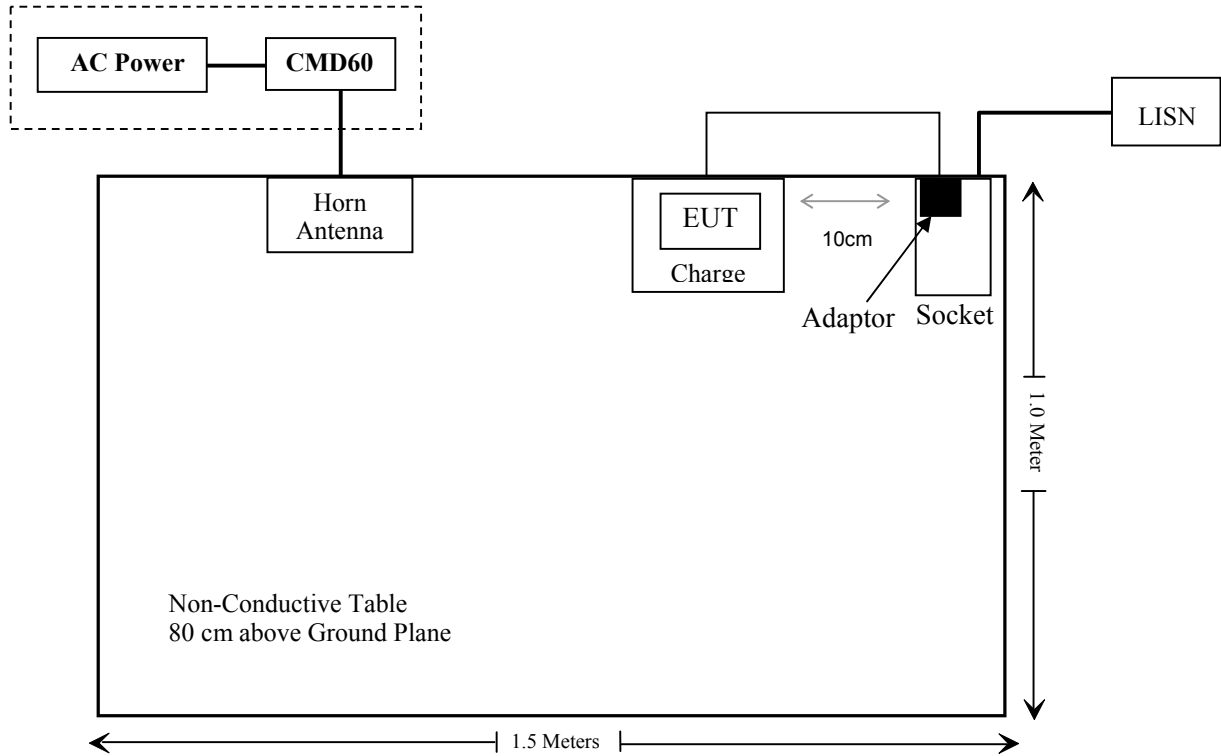 AC Power
CMD60
LISN
Horn
Antenna
EUT
Charge
10cm
Adaptor
Socket
1.0 Meter
Non-Conductive Table
80 cm above Ground Plane
1.5 Meters